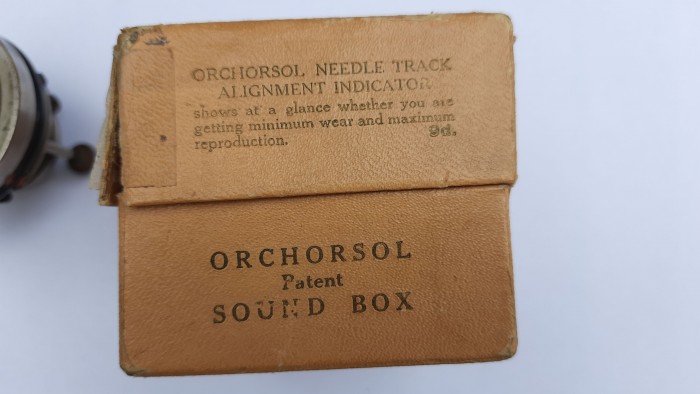 ORCHORSOL NEEDLE TRACK
ALIGNMENT INDICATOR
shows at a glance whether you are
getting minimum wear and maximum
reproduction. 9d.
ORCHORSOL
Patent
SOUND BOX